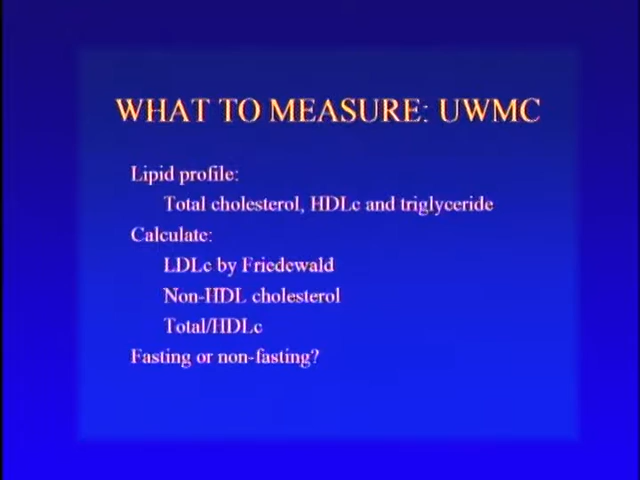 WHAT TO MEASURE: UWMC
Lipid profile:
Total cholesterol, HDLc and triglyceride
Calculate:
LDLc by Friedewald
Non-HDL cholesterol
Total/HDLc
Fasting or non-fasting?